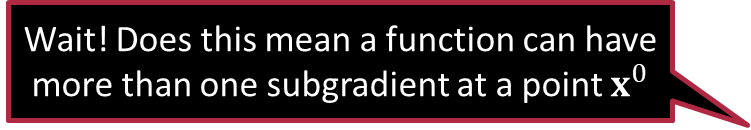 Wait! Does this mean a function can have
more than one subgradient at a point 𝐱⁰